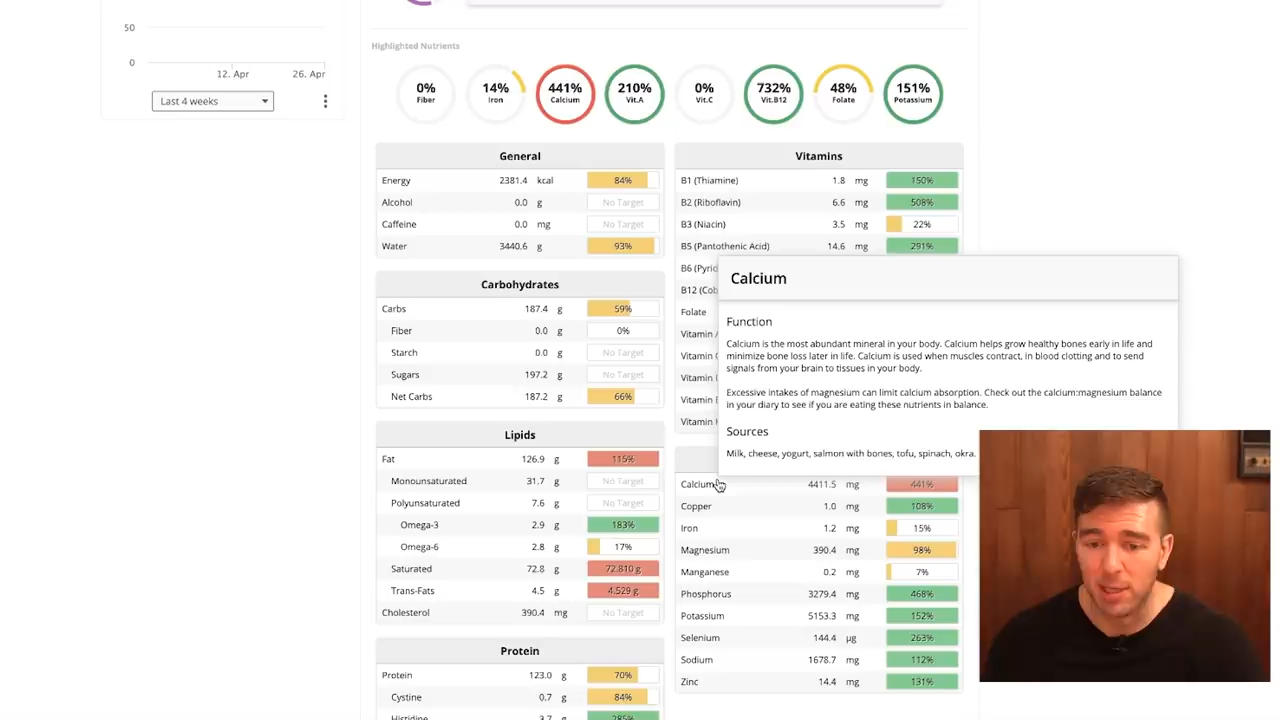 50
0
12. Apr
26. Apr
Last 4 weeks
Highlighted Nutrients
0%
Fiber
14%
Iron
441%
Calcium
210%
Vit.A
0%
Vit.C
732%
Vit.B12
48%
Folate
151%
Potassium
General
Energy 2381.4 kcal 84%
Alcohol 0.0 g No Target
Caffeine 0.0 mg No Target
Water 3440.6 g 93%
Carbohydrates
Carbs 187.4 g 59%
Fiber 0.0 g 0%
Starch 0.0 g No Target
Sugars 197.2 g No Target
Net Carbs 187.2 g 66%
Lipids
Fat 126.9 g 115%
Monounsaturated 31.7 g No Target
Polyunsaturated 7.6 g No Target
Omega-3 2.9 g 183%
Omega-6 2.8 g 17%
Saturated 72.8 g 72.810 g
Trans-Fats 4.5 g 4.529 g
Cholesterol 390.4 mg No Target
Protein
Protein 123.0 g 70%
Cystine 0.7 g 84%
Histidine 3.7 g 285%
Vitamins
B1 (Thiamine) 1.8 mg 150%
B2 (Riboflavin) 6.6 mg 508%
B3 (Niacin) 3.5 mg 22%
B5 (Pantothenic Acid) 14.6 mg 291%
B6 (Pyrid
B12 (Cob
Folate
Vitamin
Vitamin
Vitamin
Vitamin
Vitamin
Calcium
Function
Calcium is the most abundant mineral in your body. Calcium helps grow healthy bones early in life and
minimize bone loss later in life. Calcium is used when muscles contract, in blood clotting and to send
signals from your brain to tissues in your body.
Excessive intakes of magnesium can limit calcium absorption. Check out the calcium:magnesium balance
in your diary to see if you are eating these nutrients in balance.
Sources
Milk, cheese, yogurt, salmon with bones, tofu, spinach, okra.
Calcium 4411.5 mg 441%
Copper 1.0 mg 108%
Iron 1.2 mg 15%
Magnesium 390.4 mg 98%
Manganese 0.2 mg 7%
Phosphorus 3279.4 mg 468%
Potassium 5153.3 mg 152%
Selenium 144.4 µg 263%
Sodium 1678.7 mg 112%
Zinc 14.4 mg 131%